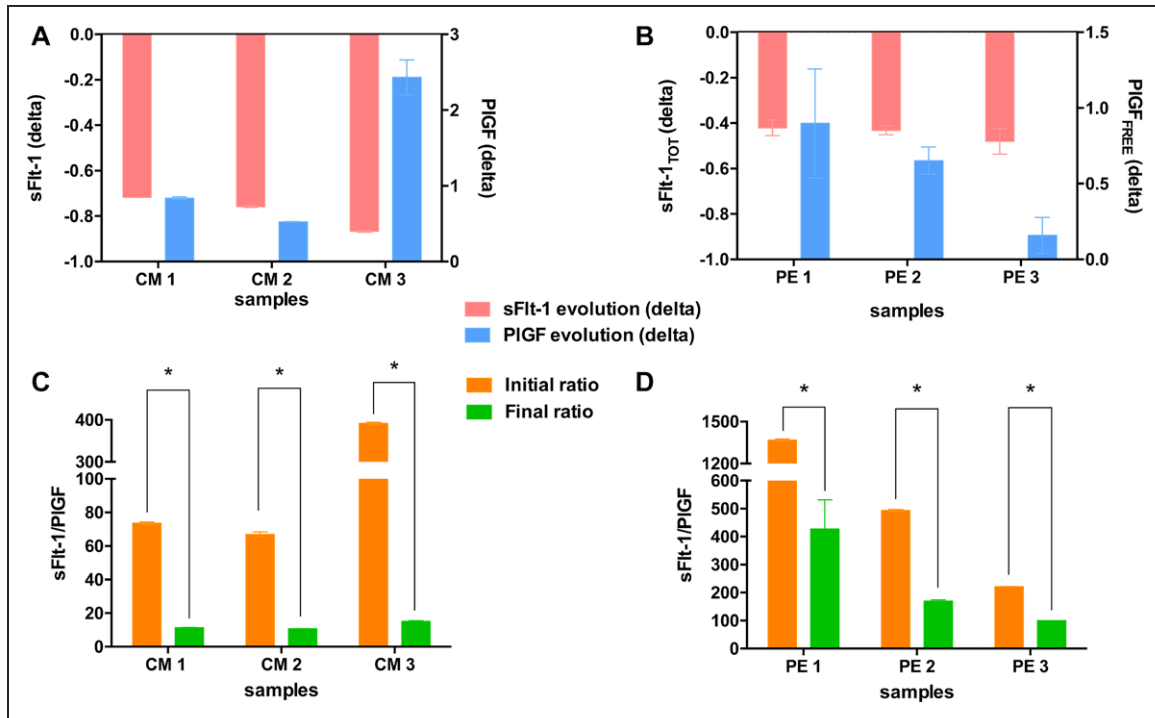 A
sFlt-1 (delta)
0.0
-0.2
-0.4
-0.6
-0.8
-1.0
3
2
1
0
PlGF (delta)
CM 1
CM 2
CM 3
samples
B
sFlt-1TOT (delta)
0.0
-0.2
-0.4
-0.6
-0.8
-1.0
1.5
1.0
0.5
0.0
PlGFFREE (delta)
PE 1
PE 2
PE 3
samples
sFlt-1 evolution (delta)
PlGF evolution (delta)
Initial ratio
Final ratio
C
sFlt-1/PlGF
400
300
100
80
60
40
20
0
*
*
*
CM 1
CM 2
CM 3
samples
D
sFlt-1/PlGF
1500
1200
600
500
400
300
200
100
0
*
*
*
PE 1
PE 2
PE 3
samples